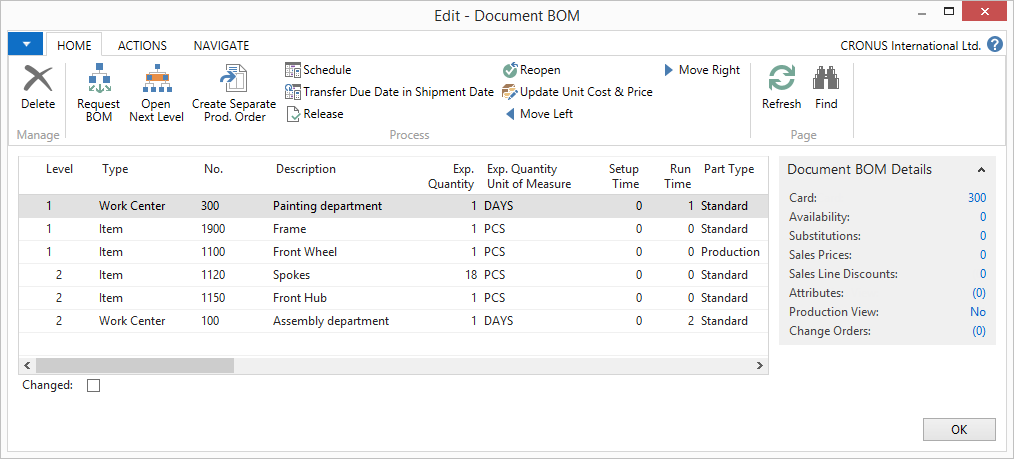 Edit - Document BOM
HOME ACTIONS NAVIGATE CRONUS International Ltd. ?
Delete
Request BOM
Open Next Level
Create Separate Prod. Order
Schedule
Transfer Due Date in Shipment Date
Release
Reopen
Update Unit Cost & Price
Move Left
Move Right
Refresh
Find
Manage Process Page
Level Type No. Description Exp. Quantity Exp. Quantity Unit of Measure Setup Time Run Time Part Type
1 Work Center 300 Painting department 1 DAYS 0 1 Standard
1 Item 1900 Frame 1 PCS 0 0 Standard
1 Item 1100 Front Wheel 1 PCS 0 0 Production
2 Item 1120 Spokes 18 PCS 0 0 Standard
2 Item 1150 Front Hub 1 PCS 0 0 Standard
2 Work Center 100 Assembly department 1 DAYS 0 2 Standard
Changed:
Document BOM Details
Card: 300
Availability: 0
Substitutions: 0
Sales Prices: 0
Sales Line Discounts: 0
Attributes: (0)
Production View: No
Change Orders: (0)
OK